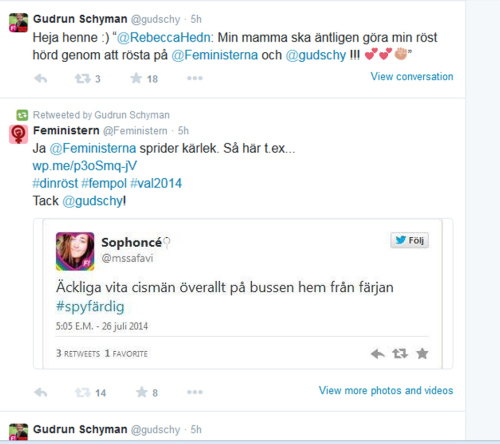 Gudrun Schyman @gudschy · 5h
Heja henne :) "@RebeccaHedn: Min mamma ska äntligen göra min röst
hörd genom att rösta på @Feministerna och @gudschy !!! 💕💕👏"
3 18 View conversation
Retweeted by Gudrun Schyman
Feministern @Feministern · 5h
Ja @Feministerna sprider kärlek. Så här t.ex...
wp.me/p3oSmq-jV
#dinröst #fempol #val2014
Tack @gudschy!
Sophoncé♀
@mssafavi
Följ
Äckliga vita cismän överallt på bussen hem från färjan
#spyfärdig
5:05 E.M. - 26 juli 2014
3 RETWEETS 1 FAVORITE
14 8 View more photos and videos
Gudrun Schyman @gudschy · 5h